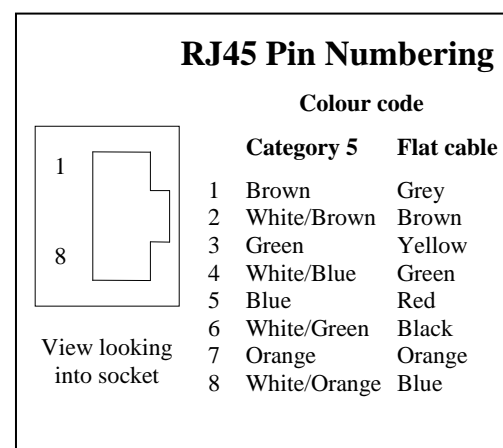 RJ45 Pin Numbering
Colour code
Category 5 Flat cable
1 Brown Grey
2 White/Brown Brown
3 Green Yellow
4 White/Blue Green
5 Blue Red
6 White/Green Black
7 Orange Orange
8 White/Orange Blue
1
8
View looking
into socket